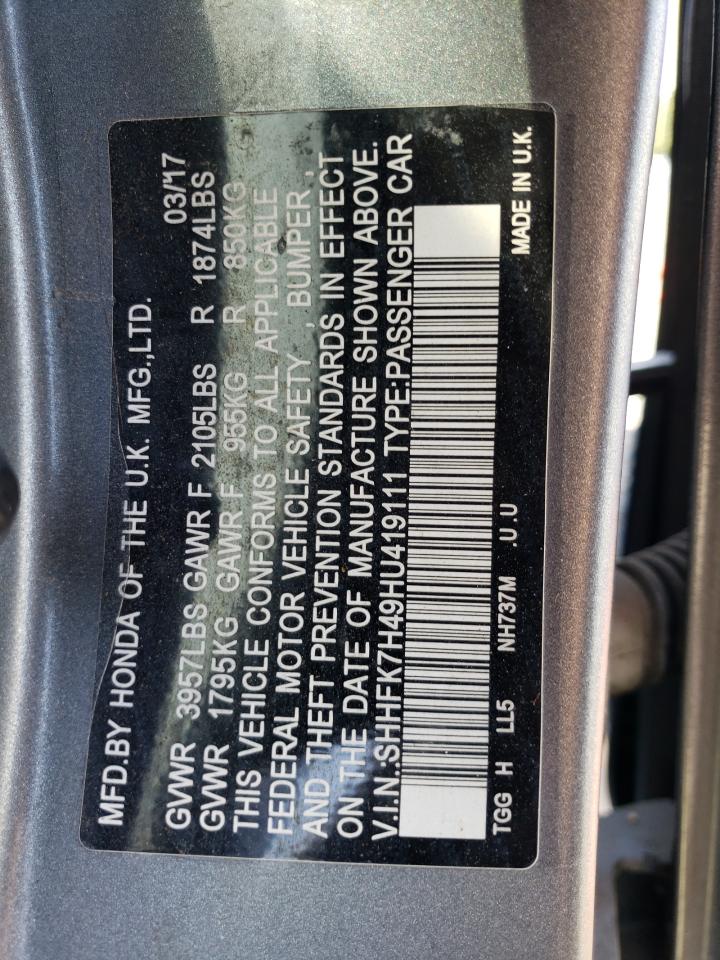 MFD.BY HONDA OF THE U.K. MFG.,LTD. 03/17
GVWR 3957LBS GAWR F 2105LBS R 1874LBS
GVWR 1795KG GAWR F 955KG R 850KG
THIS VEHICLE CONFORMS TO ALL APPLICABLE
FEDERAL MOTOR VEHICLE SAFETY , BUMPER ,
AND THEFT PREVENTION STANDARDS IN EFFECT
ON THE DATE OF MANUFACTURE SHOWN ABOVE.
V.I.N.:SHHFK7H49HU419111 TYPE:PASSENGER CAR
TGG H LL5 NH737M .U.U MADE IN U.K.